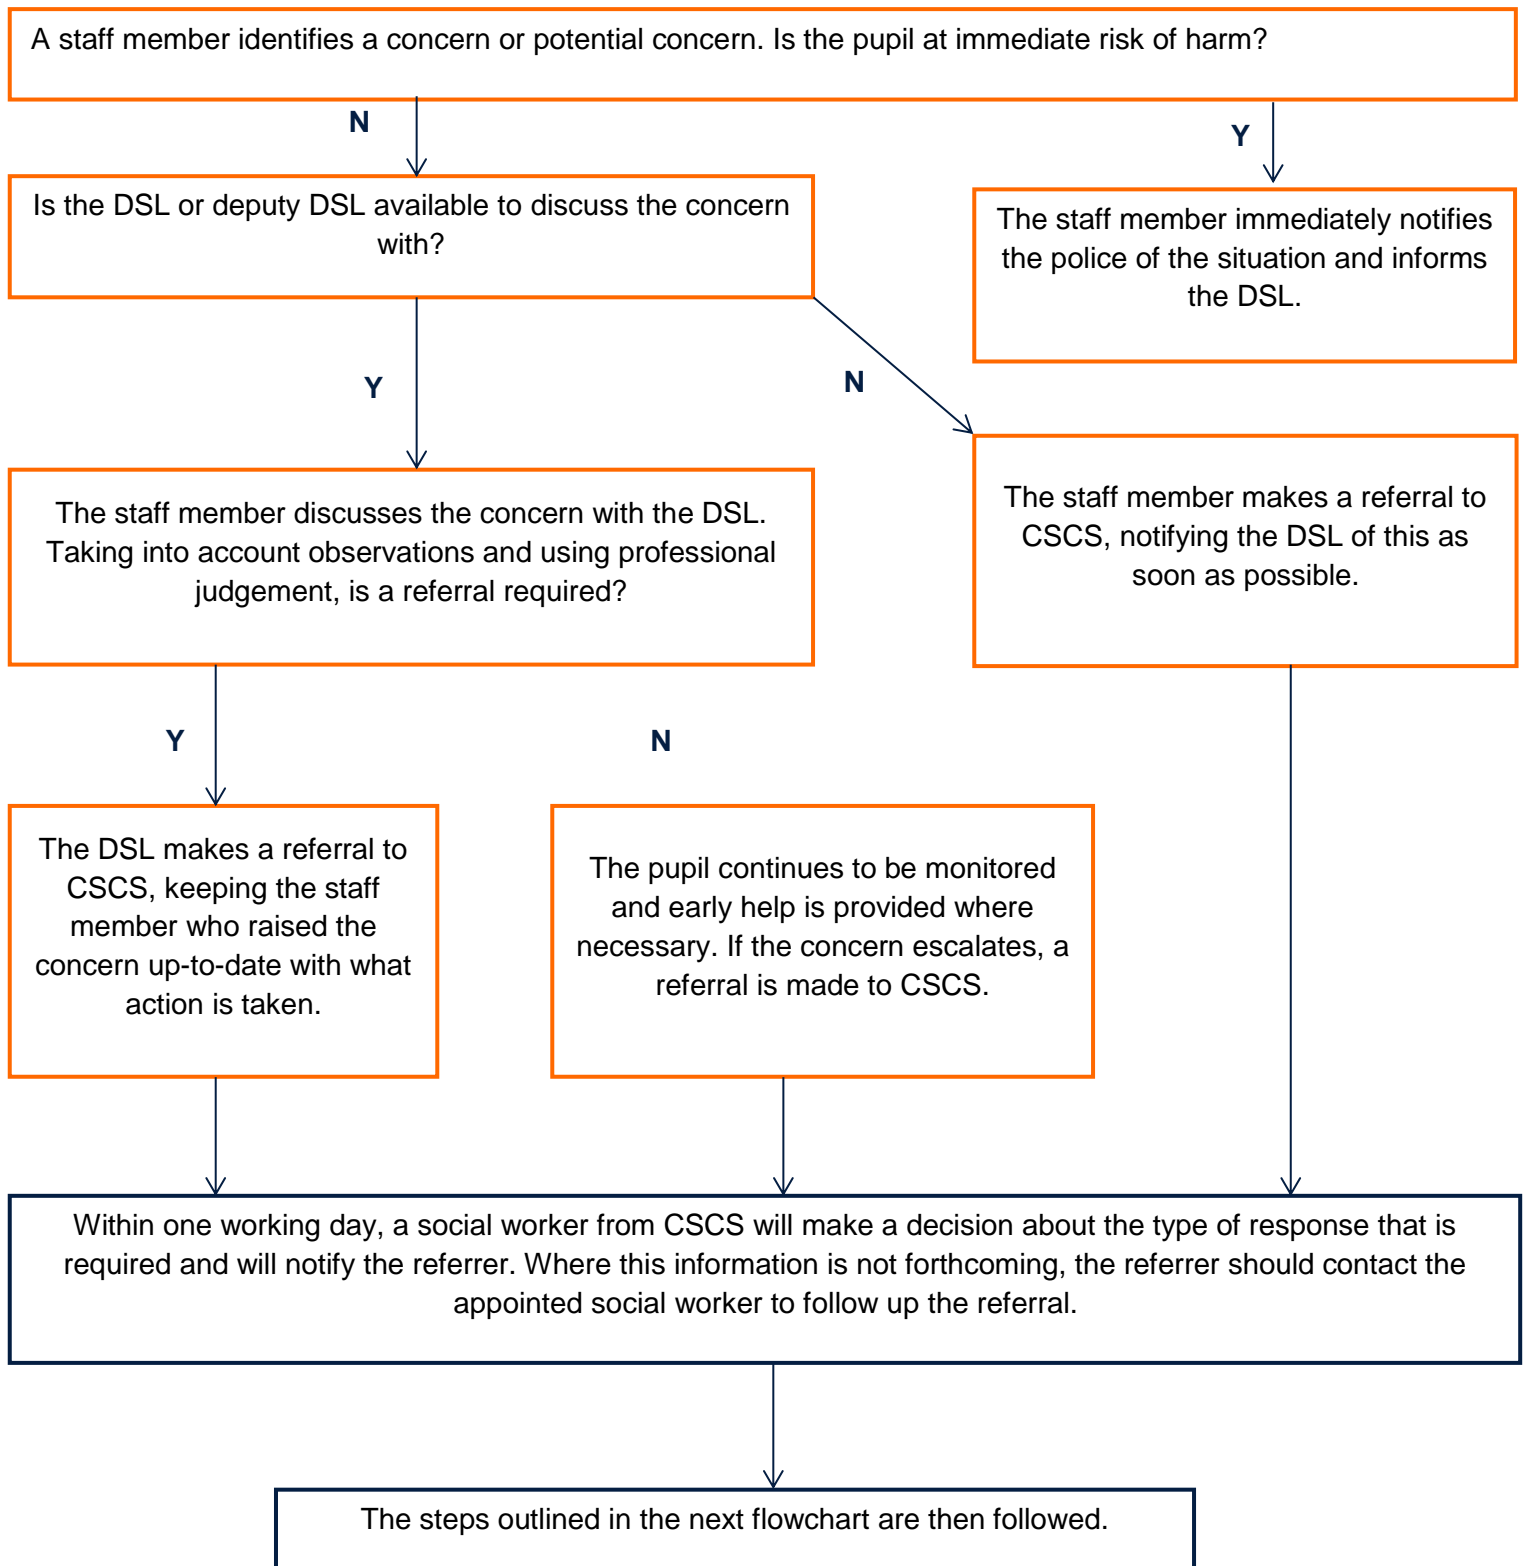 A staff member identifies a concern or potential concern. Is the pupil at immediate risk of harm?
N
Y
Is the DSL or deputy DSL available to discuss the concern
with?
The staff member immediately notifies
the police of the situation and informs
the DSL.
Y
N
The staff member discusses the concern with the DSL.
Taking into account observations and using professional
judgement, is a referral required?
The staff member makes a referral to
CSCS, notifying the DSL of this as
soon as possible.
Y
N
The DSL makes a referral to
CSCS, keeping the staff
member who raised the
concern up-to-date with what
action is taken.
The pupil continues to be monitored
and early help is provided where
necessary. If the concern escalates, a
referral is made to CSCS.
Within one working day, a social worker from CSCS will make a decision about the type of response that is
required and will notify the referrer. Where this information is not forthcoming, the referrer should contact the
appointed social worker to follow up the referral.
The steps outlined in the next flowchart are then followed.